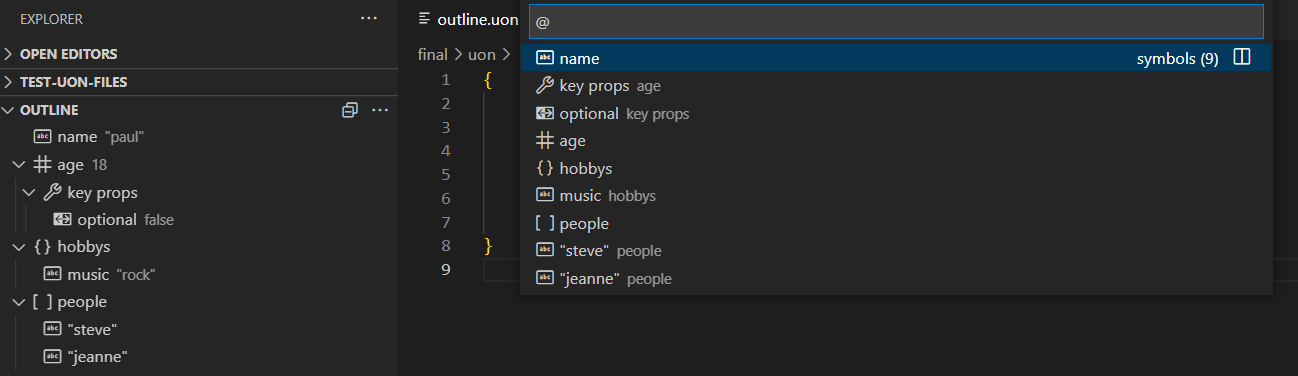 EXPLORER
OPEN EDITORS
TEST-UON-FILES
OUTLINE
name "paul"
age 18
key props
optional false
hobbys
music "rock"
people
"steve"
"jeanne"
outline.uon
final > uon >
1 {
2
3
4
5
6
7
8 }
9
@
name symbols (9)
key props age
optional key props
age
{} hobbys
music hobbys
[ ] people
"steve" people
"jeanne" people